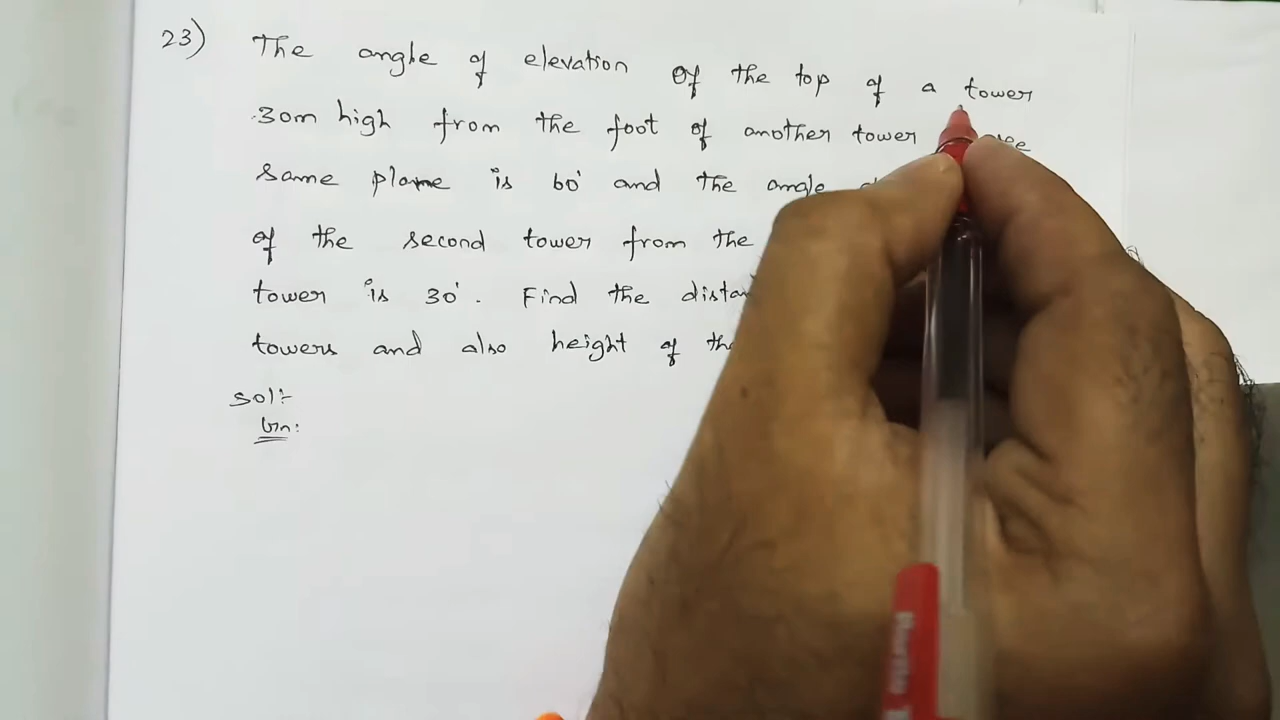 23) The angle of elevation of the top of a tower
30m high from the foot of another tower
same plane is 60° and the angle
of the second tower from the
tower is 30°. Find the
towers and also height of the
Sol:-
Gn: